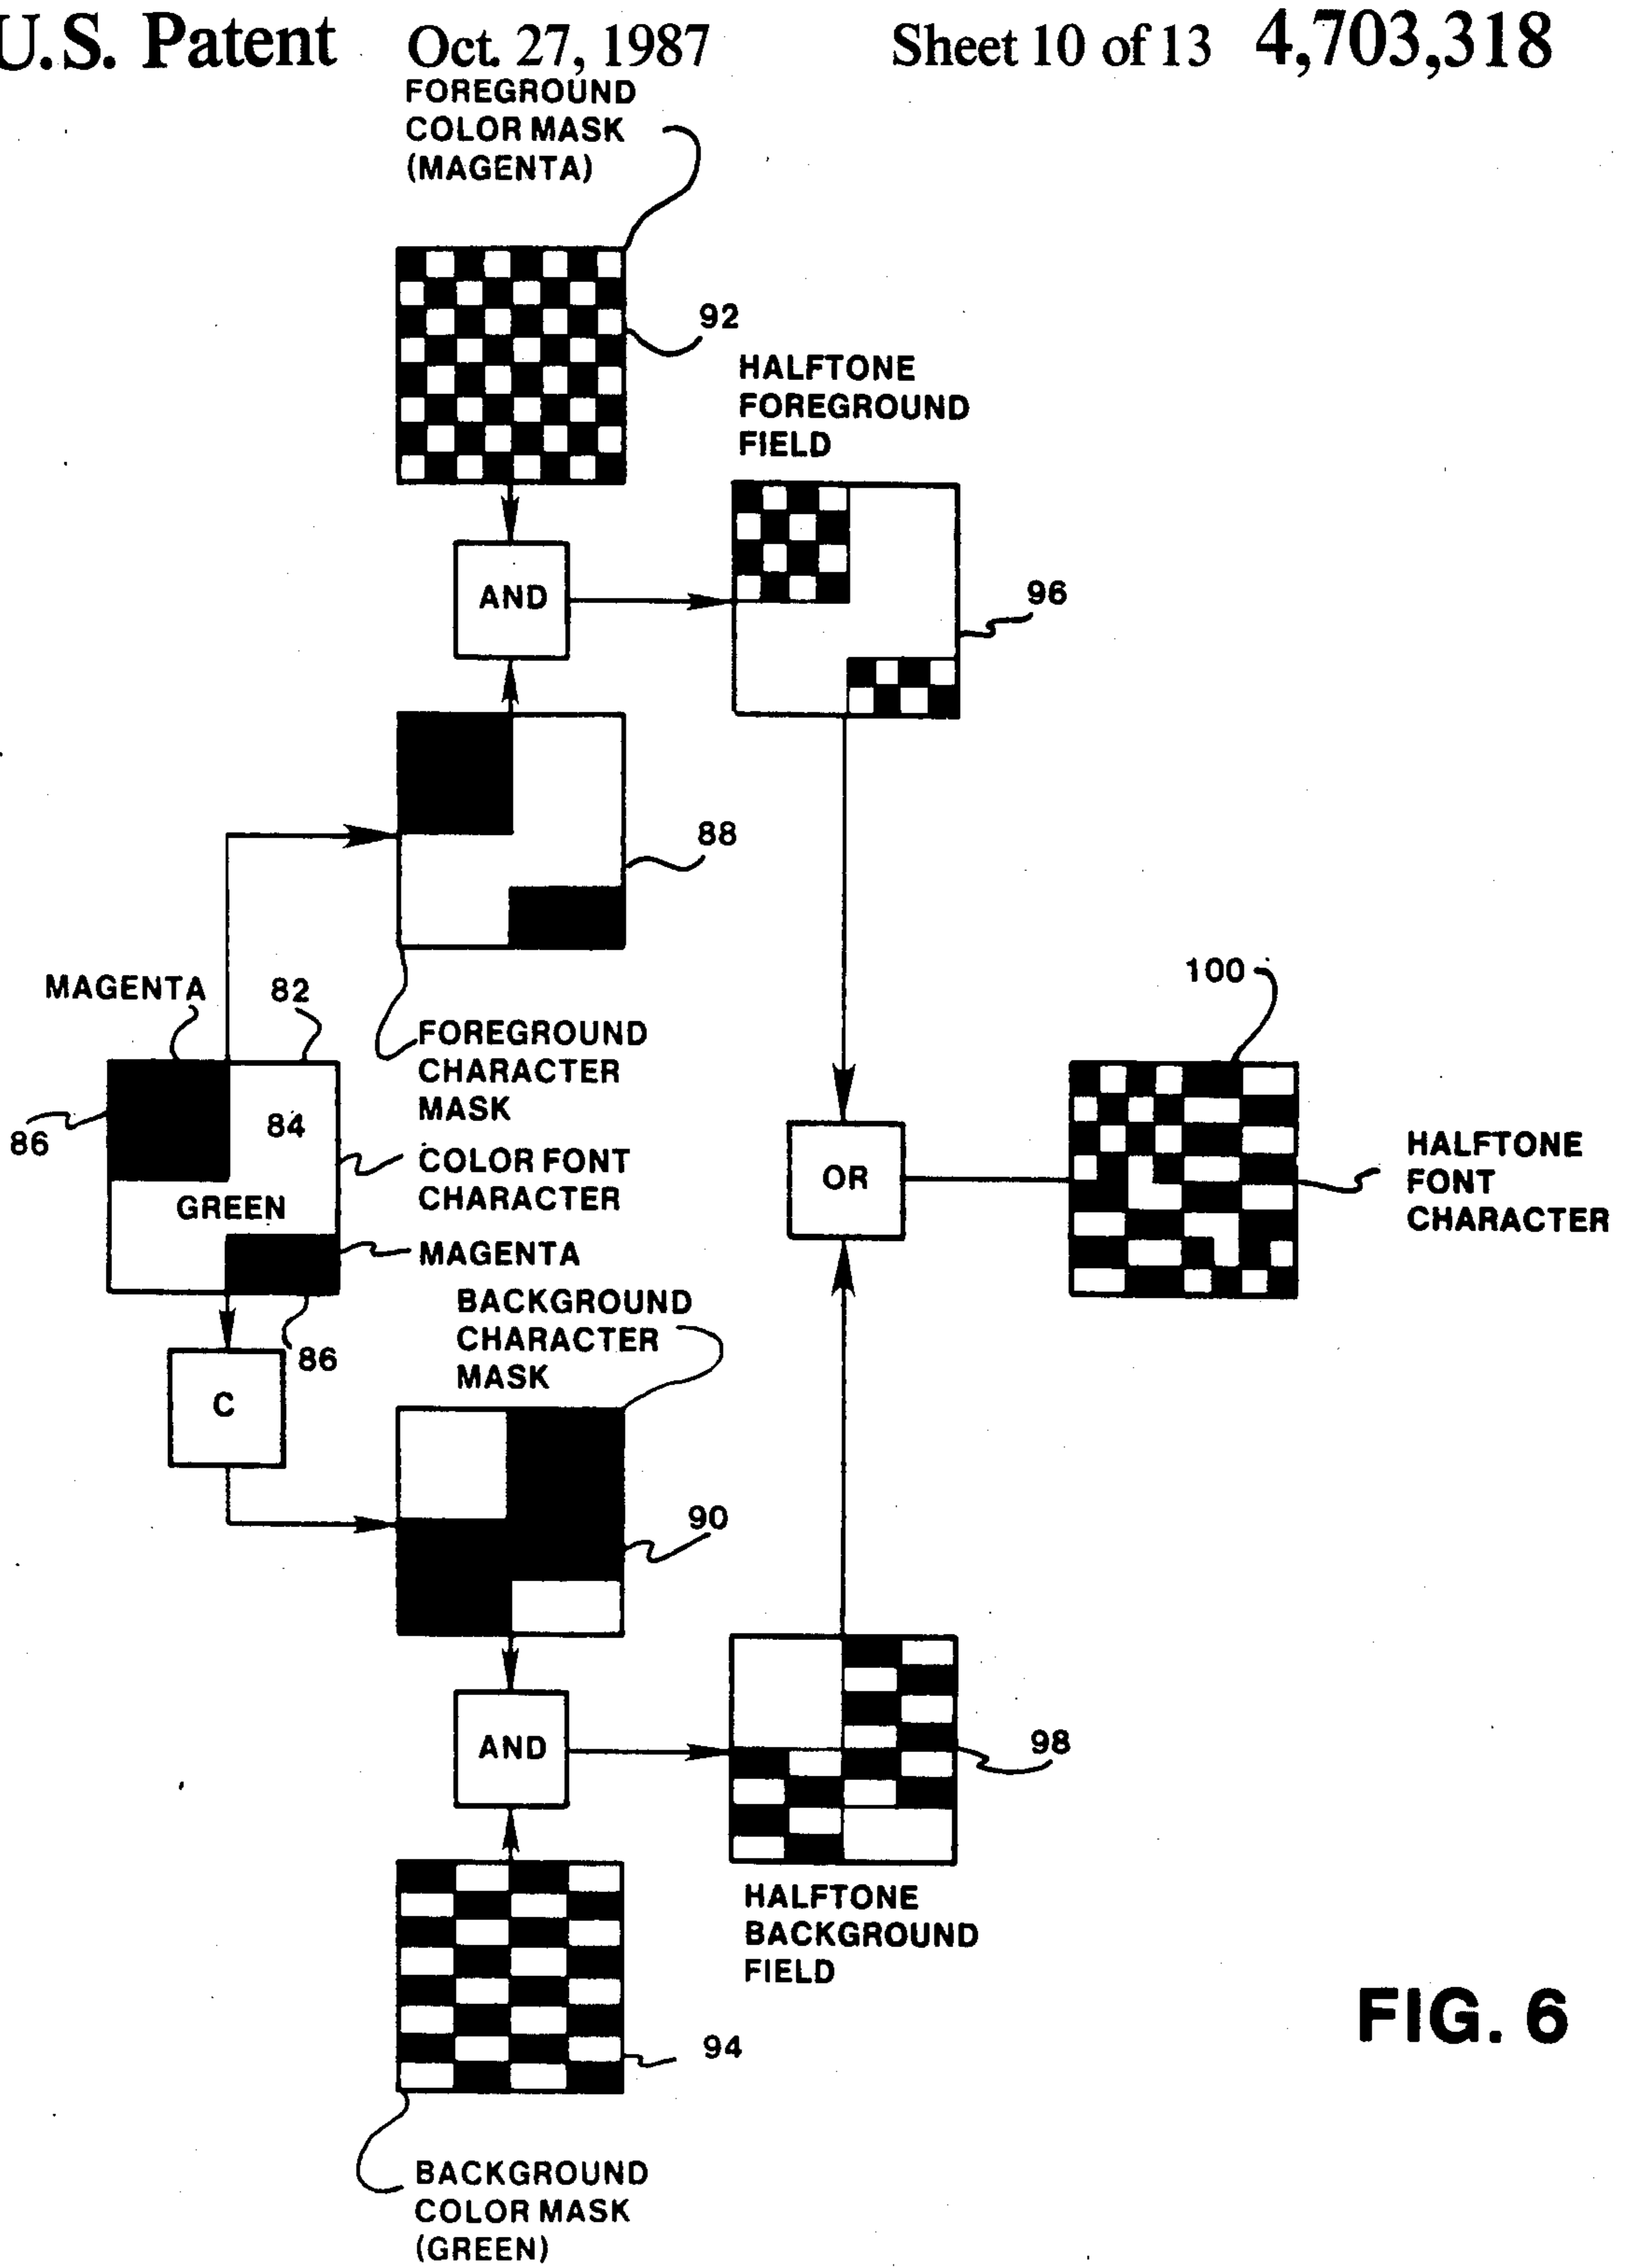 U.S. Patent Oct. 27, 1987 Sheet 10 of 13 4,703,318
FOREGROUND
COLOR MASK
(MAGENTA)
92
HALFTONE
FOREGROUND
FIELD
AND
96
88
MAGENTA
82
FOREGROUND
CHARACTER
MASK
100
86
84
COLOR FONT
CHARACTER
GREEN
MAGENTA
OR
HALFTONE
FONT
CHARACTER
86
C
BACKGROUND
CHARACTER
MASK
90
AND
98
HALFTONE
BACKGROUND
FIELD
94
BACKGROUND
COLOR MASK
(GREEN)
FIG. 6